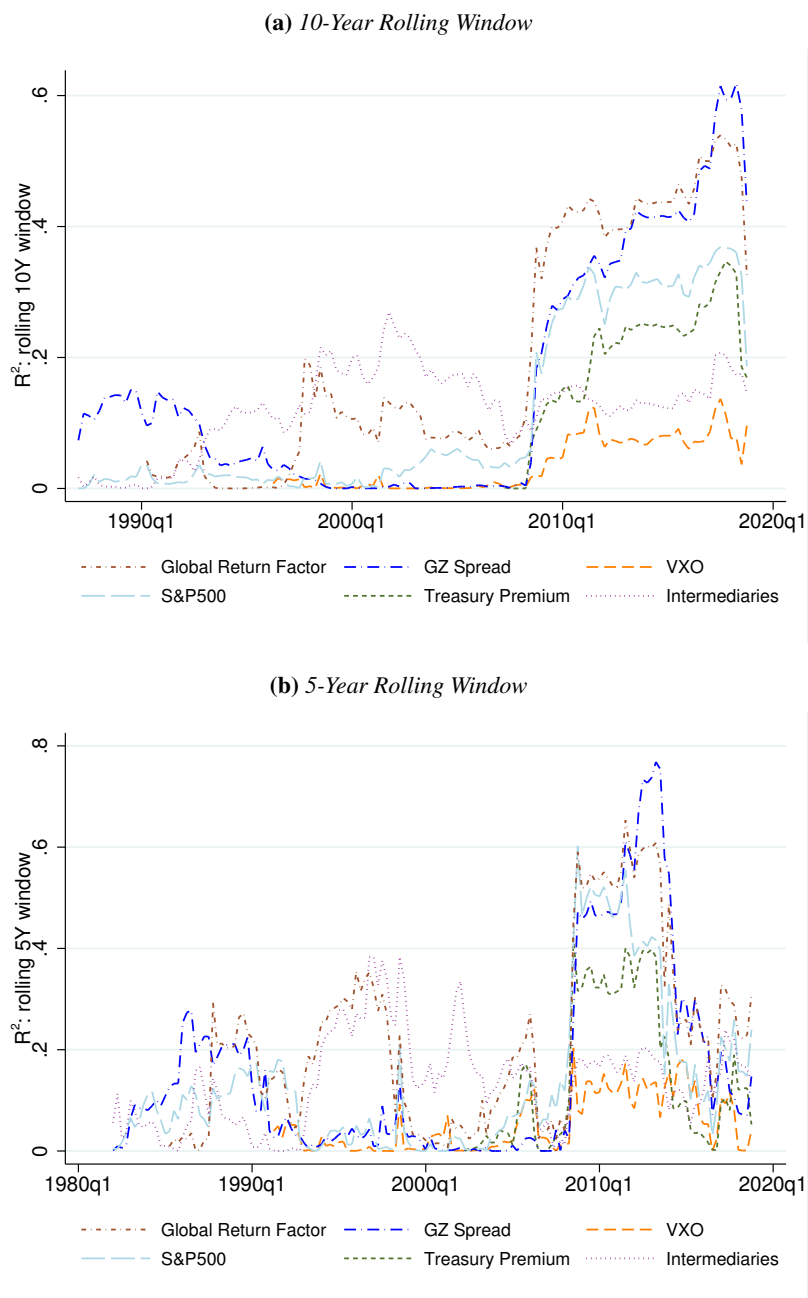 (a) 10-Year Rolling Window
R²: rolling 10Y window
.6
.4
.2
0
1990q1 2000q1 2010q1 2020q1
Global Return Factor GZ Spread VXO
S&P500 Treasury Premium Intermediaries
(b) 5-Year Rolling Window
R²: rolling 5Y window
.8
.6
.4
.2
0
1980q1 1990q1 2000q1 2010q1 2020q1
Global Return Factor GZ Spread VXO
S&P500 Treasury Premium Intermediaries